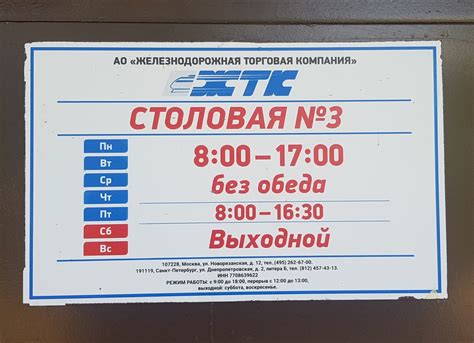 АО «ЖЕЛЕЗНОДОРОЖНАЯ ТОРГОВАЯ КОМПАНИЯ»
ЖТК
СТОЛОВАЯ №3
Пн
Вт
8:00–17:00
Ср
без обеда
Чт
Пт
8:00–16:30
Сб
Выходной
Вс
107228, Москва, ул. Новорязанская, д. 12, тел. (495) 262-67-00.
191119, Санкт-Петербург, ул. Днепропетровская, д. 2, литера Б, тел. (812) 457-43-13.
ИНН 7708639622
РЕЖИМ РАБОТЫ: с 9:00 до 18:00, перерыв с 12:00 до 13:00,
выходной: суббота, воскресенье.